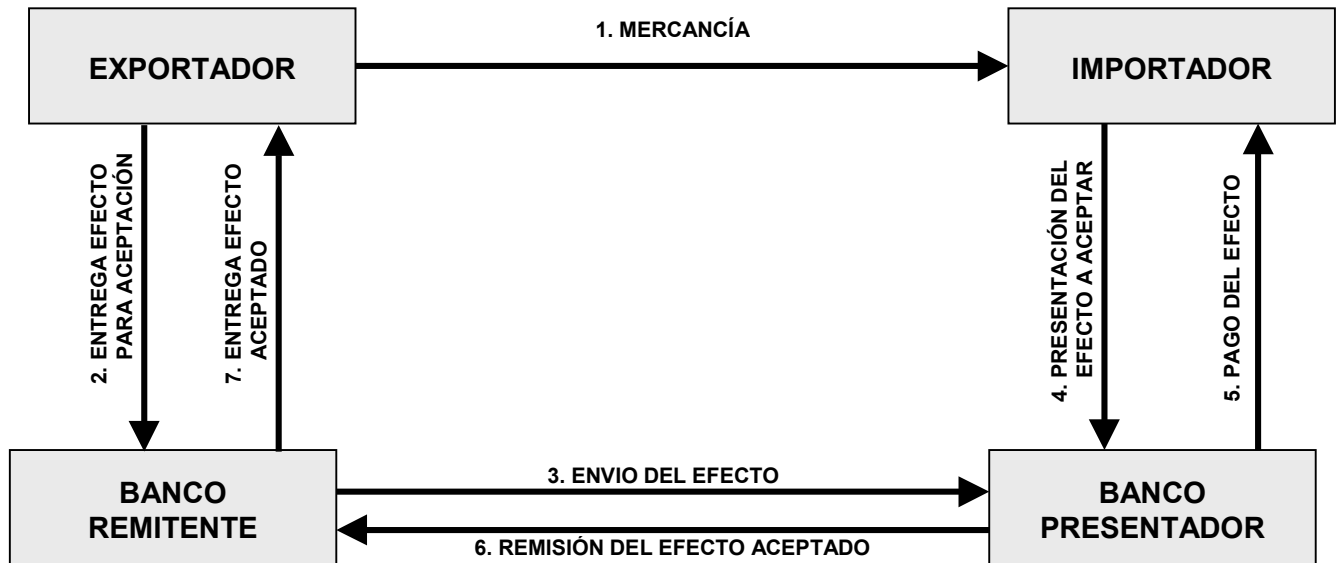 1. MERCANCÍA
EXPORTADOR
IMPORTADOR
2. ENTREGA EFECTO
PARA ACEPTACIÓN
7. ENTREGA EFECTO
ACEPTADO
4. PRESENTACIÓN DEL
EFECTO A ACEPTAR
5. PAGO DEL EFECTO
3. ENVIO DEL EFECTO
BANCO
REMITENTE
BANCO
PRESENTADOR
6. REMISIÓN DEL EFECTO ACEPTADO